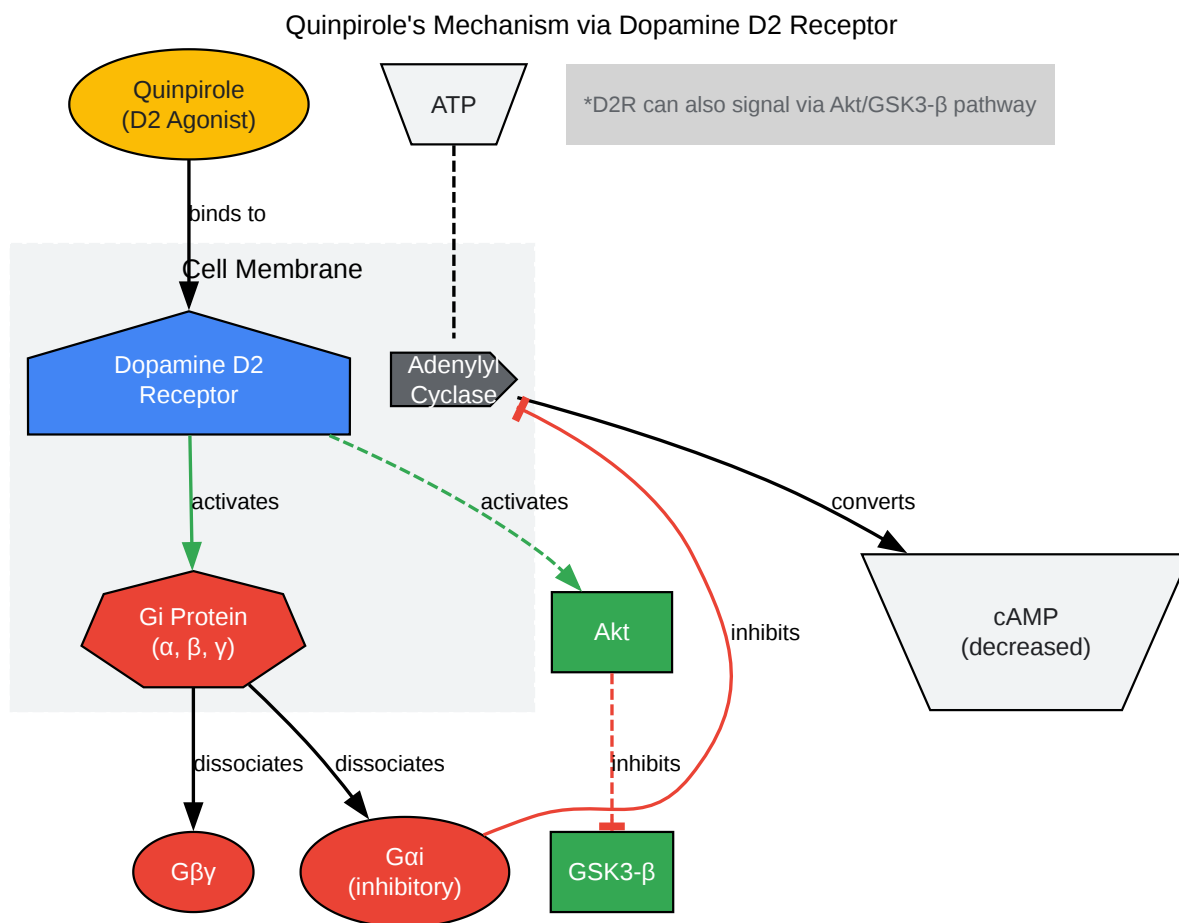 Quinpirole's Mechanism via Dopamine D2 Receptor
Quinpirole
(D2 Agonist)
ATP
*D2R can also signal via Akt/GSK3-β pathway
binds to
Cell Membrane
Dopamine D2
Receptor
Adenylyl
Cyclase
activates
activates
converts
Gi Protein
(α, β, γ)
Akt
inhibits
cAMP
(decreased)
dissociates
dissociates
inhibits
Gβγ
Gαi
(inhibitory)
GSK3-β